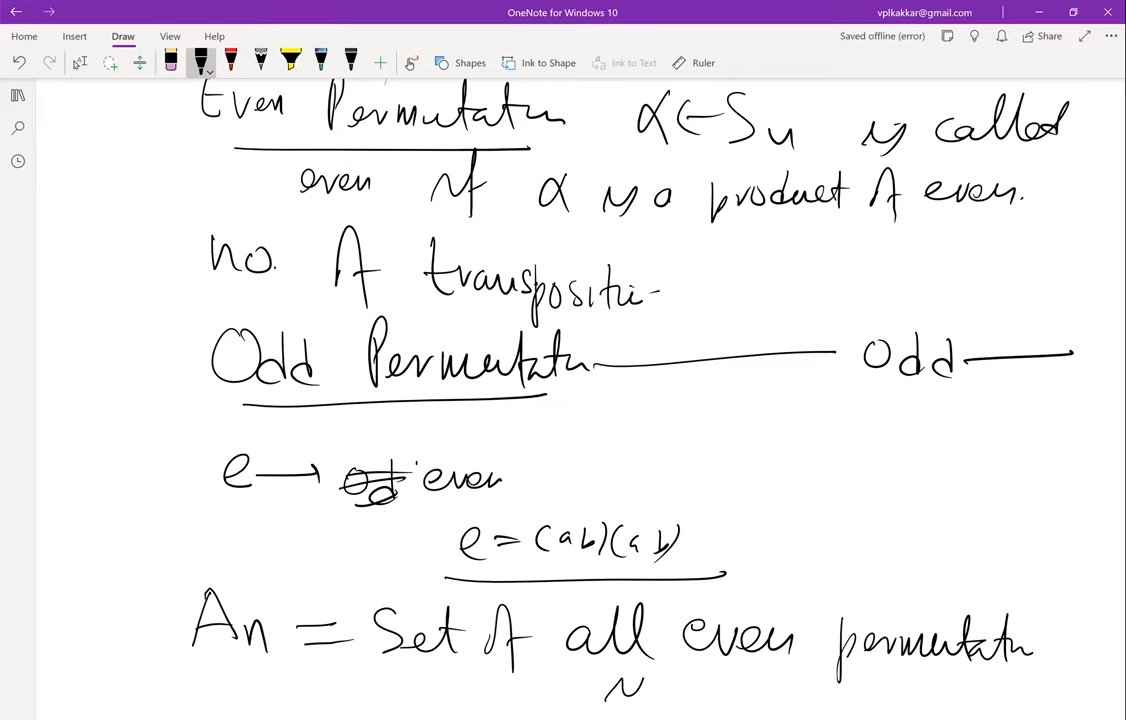 OneNote for Windows 10
vplkakkar@gmail.com
Home Insert Draw View Help
Saved offline (error) Share
Shapes Ink to Shape Ink to Text Ruler
Even Permutatn α∈Sn is called
even if α is a product of even.
no. of transpositi-
Odd Permutatn Odd
e → even
e = (ab)(ab)
An = Set of all even permutatn